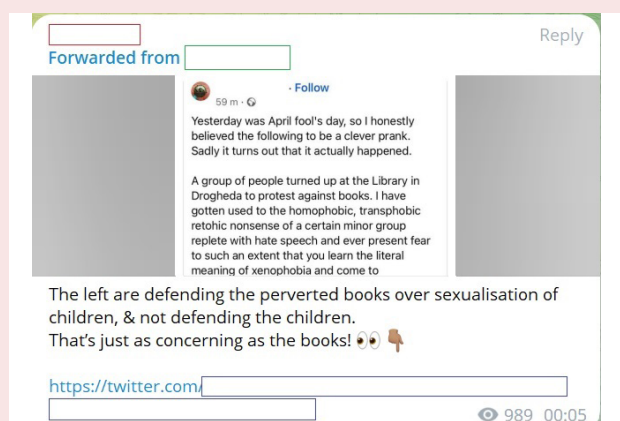 Reply
Forwarded from
· Follow
59 m ·
Yesterday was April fool's day, so I honestly
believed the following to be a clever prank.
Sadly it turns out that it actually happened.
A group of people turned up at the Library in
Drogheda to protest against books. I have
gotten used to the homophobic, transphobic
retohic nonsense of a certain minor group
replete with hate speech and ever present fear
to such an extent that you learn the literal
meaning of xenophobia and come to
The left are defending the perverted books over sexualisation of
children, & not defending the children.
That’s just as concerning as the books! 👀 👇🏽
https://twitter.com/
989 00:05